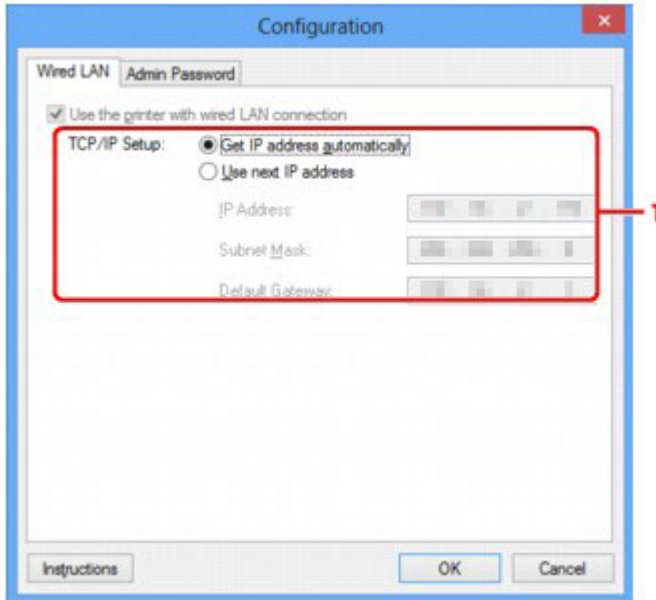 Configuration
Wired LAN
Admin Password
Use the printer with wired LAN connection
TCP/IP Setup:
Get IP address automatically
Use next IP address
IP Address:
Subnet Mask:
Default Gateway:
Instructions
OK
Cancel